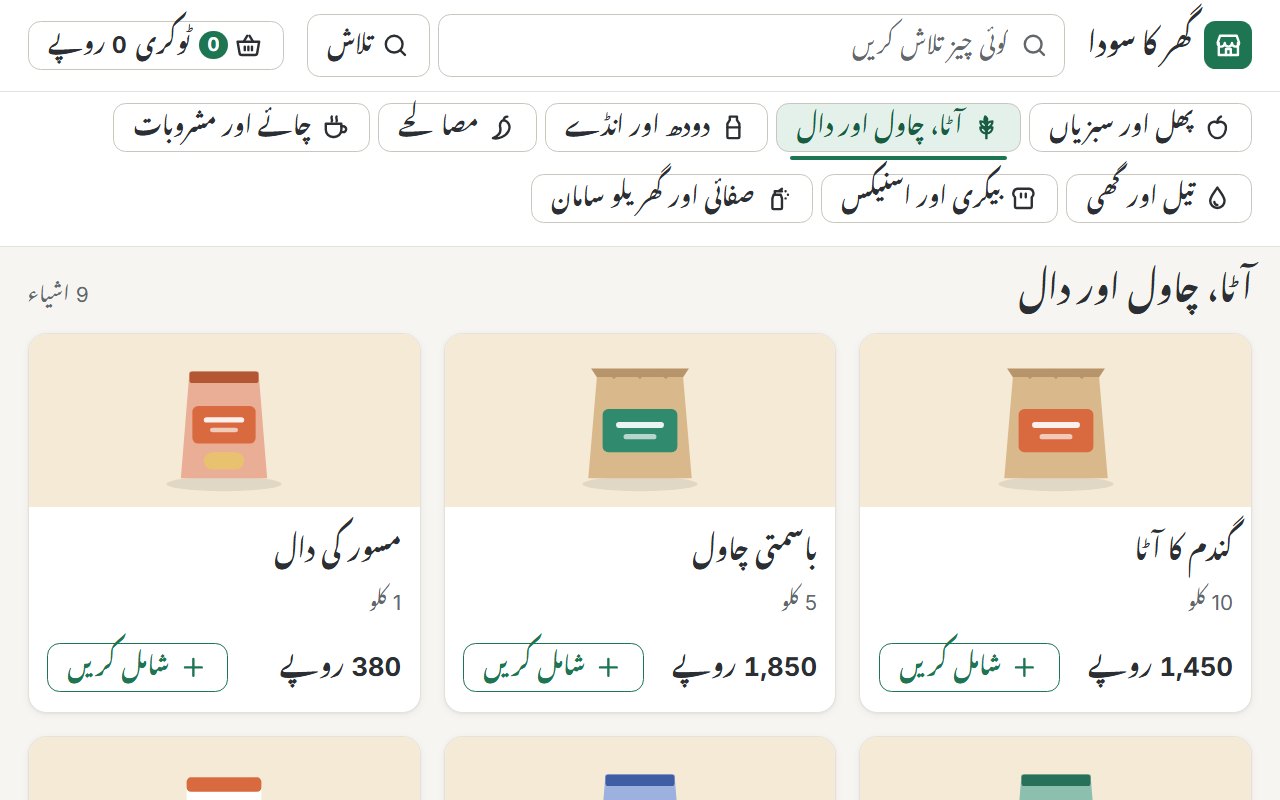 گھر کا سودا
کوئی چیز تلاش کریں
تلاش
0 ٹوکری 0 روپے
پھل اور سبزیاں
آٹا، چاول اور دال
دودھ اور انڈے
مصالحے
چائے اور مشروبات
تیل اور گھی
بیکری اور اسنیکس
صفائی اور گھریلو سامان
آٹا، چاول اور دال
9 اشیاء
گندم کا آٹا
10 کلو
1,450 روپے
شامل کریں
باسمتی چاول
5 کلو
1,850 روپے
شامل کریں
مسور کی دال
1 کلو
380 روپے
شامل کریں